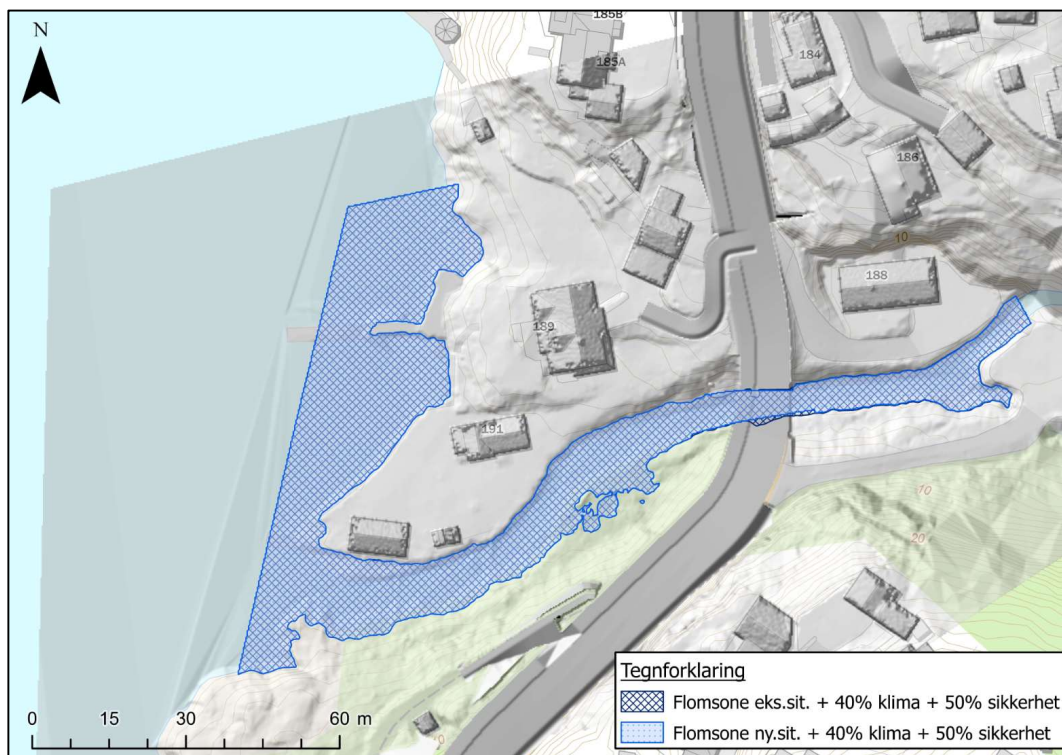 N
185B
185A
184
186
10
188
189
191
10
20
10
0 15 30 60 m
Tegnforklaring
Flomsone eks.sit. + 40% klima + 50% sikkerhet
Flomsone ny.sit. + 40% klima + 50% sikkerhet